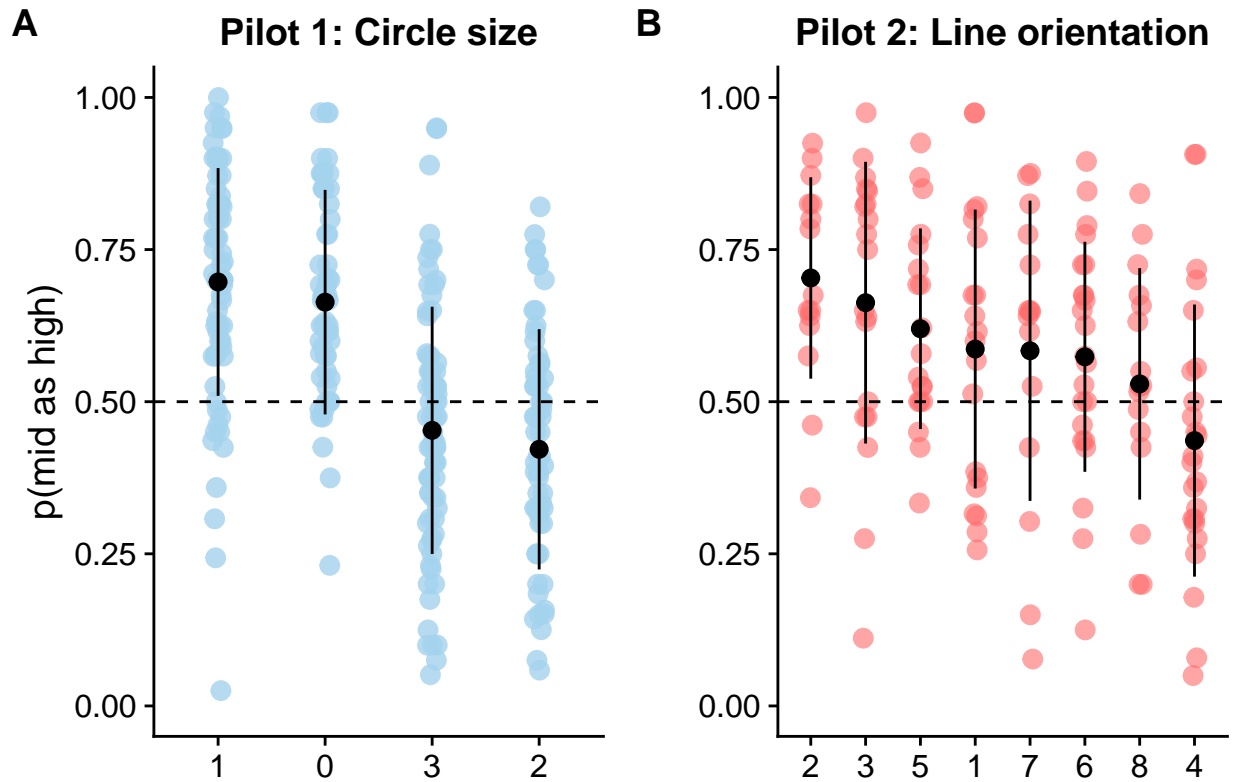 A
Pilot 1: Circle size
p(mid as high)
1.00
0.75
0.50
0.25
0.00
1 0 3 2
B
Pilot 2: Line orientation
1.00
0.75
0.50
0.25
0.00
2 3 5 1 7 6 8 4